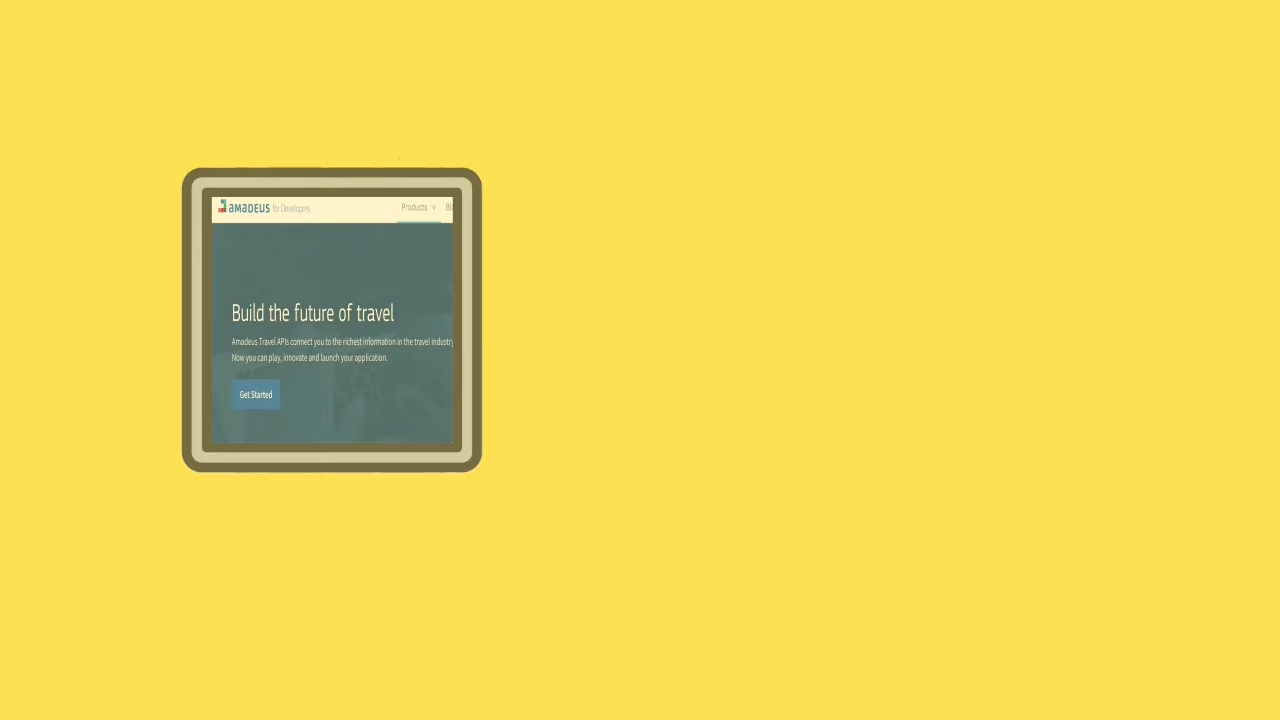 amadeus for Developers Products
Build the future of travel
Amadeus Travel APIs connect you to the richest information in the travel industry
Now you can play, innovate and launch your application.
Get Started